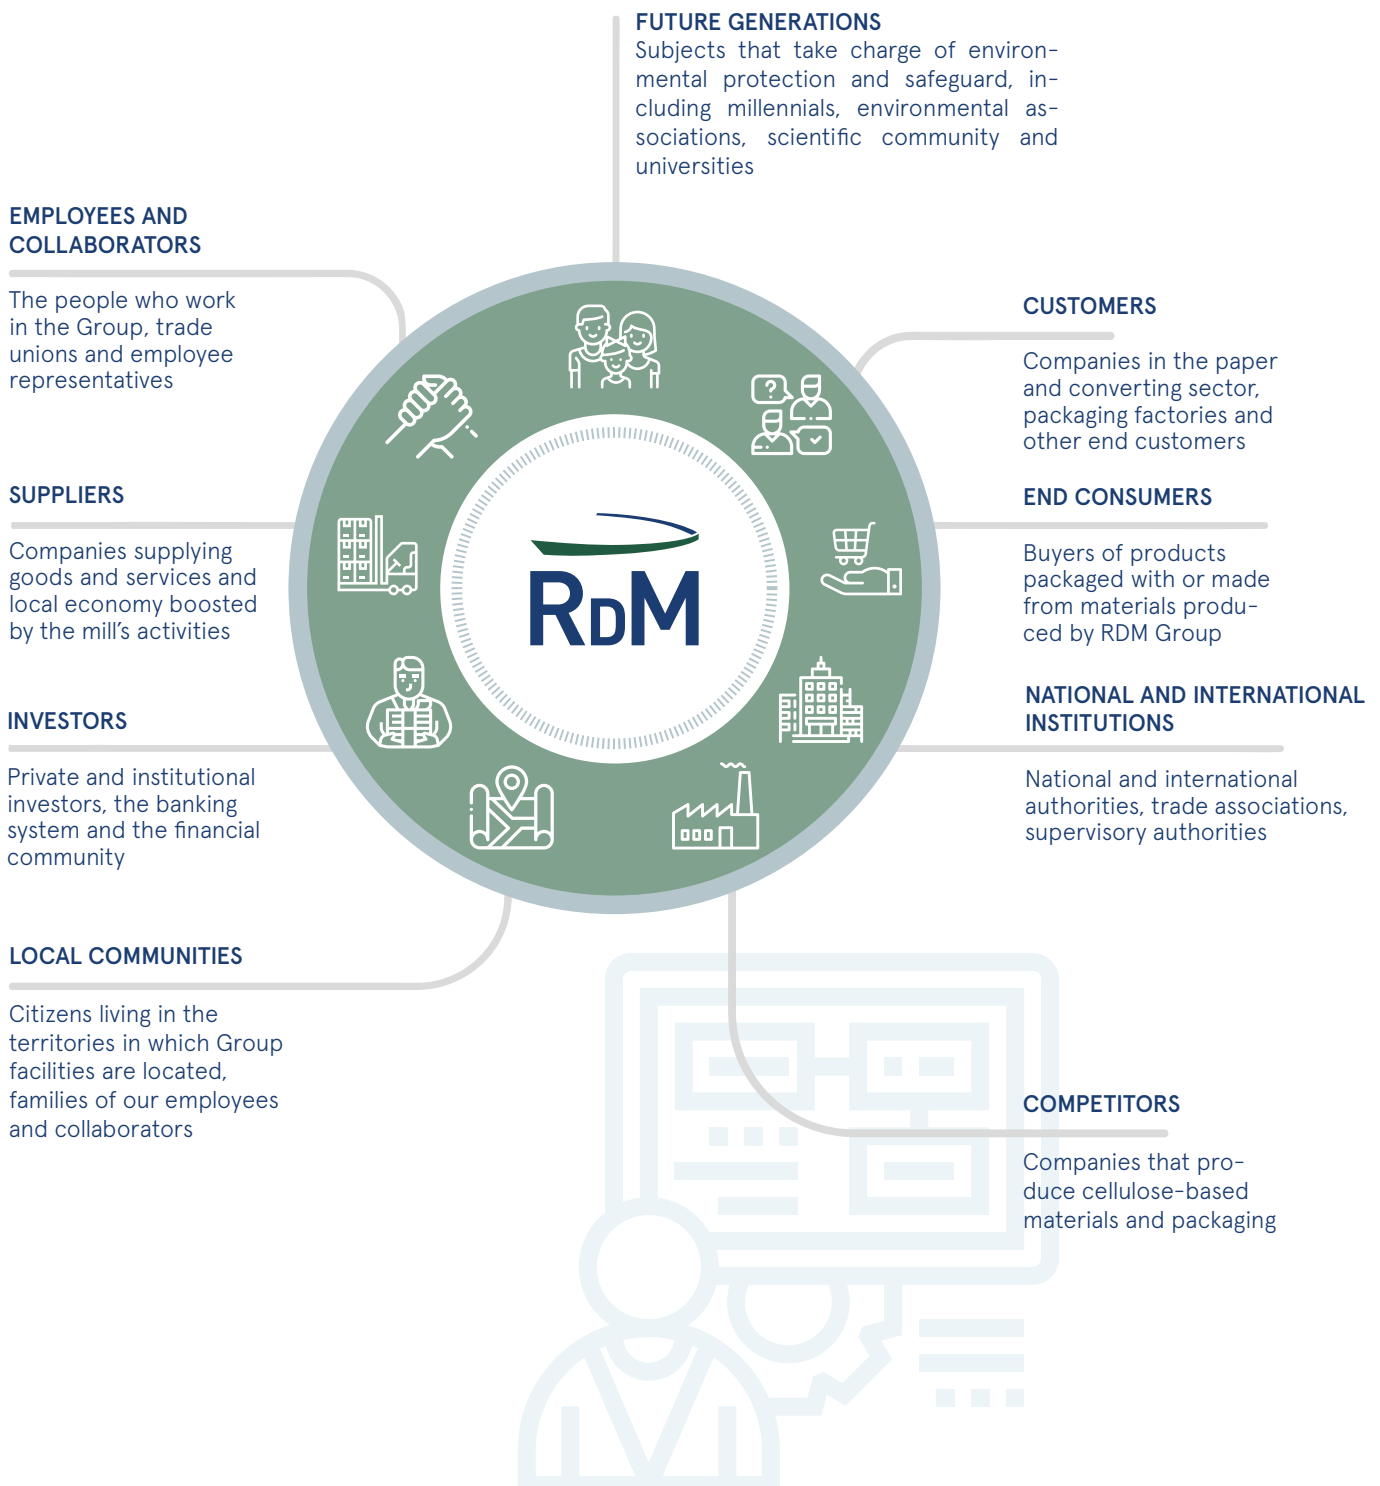 FUTURE GENERATIONS
Subjects that take charge of environ-
mental protection and safeguard, in-
cluding millennials, environmental as-
sociations, scientific community and
universities
EMPLOYEES AND
COLLABORATORS
The people who work
in the Group, trade
unions and employee
representatives
CUSTOMERS
Companies in the paper
and converting sector,
packaging factories and
other end customers
SUPPLIERS
Companies supplying
goods and services and
local economy boosted
by the mill’s activities
END CONSUMERS
Buyers of products
packaged with or made
from materials produ-
ced by RDM Group
RDM
INVESTORS
Private and institutional
investors, the banking
system and the financial
community
NATIONAL AND INTERNATIONAL
INSTITUTIONS
National and international
authorities, trade associations,
supervisory authorities
LOCAL COMMUNITIES
Citizens living in the
territories in which Group
facilities are located,
families of our employees
and collaborators
COMPETITORS
Companies that pro-
duce cellulose-based
materials and packaging